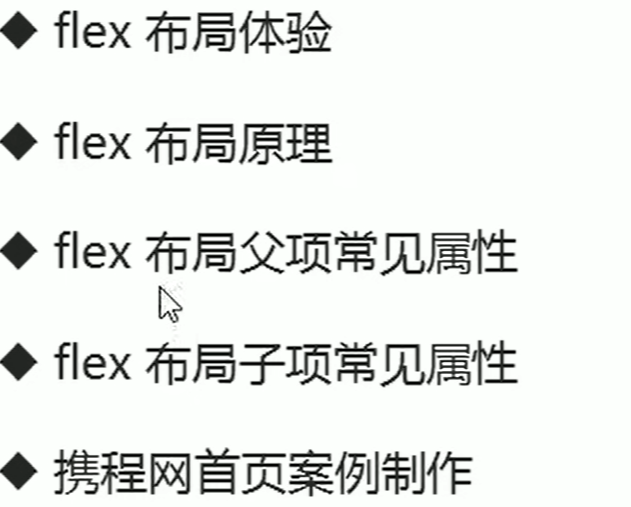 ◆ flex 布局体验
◆ flex 布局原理
◆ flex 布局父项常见属性
◆ flex 布局子项常见属性
◆ 携程网首页案例制作